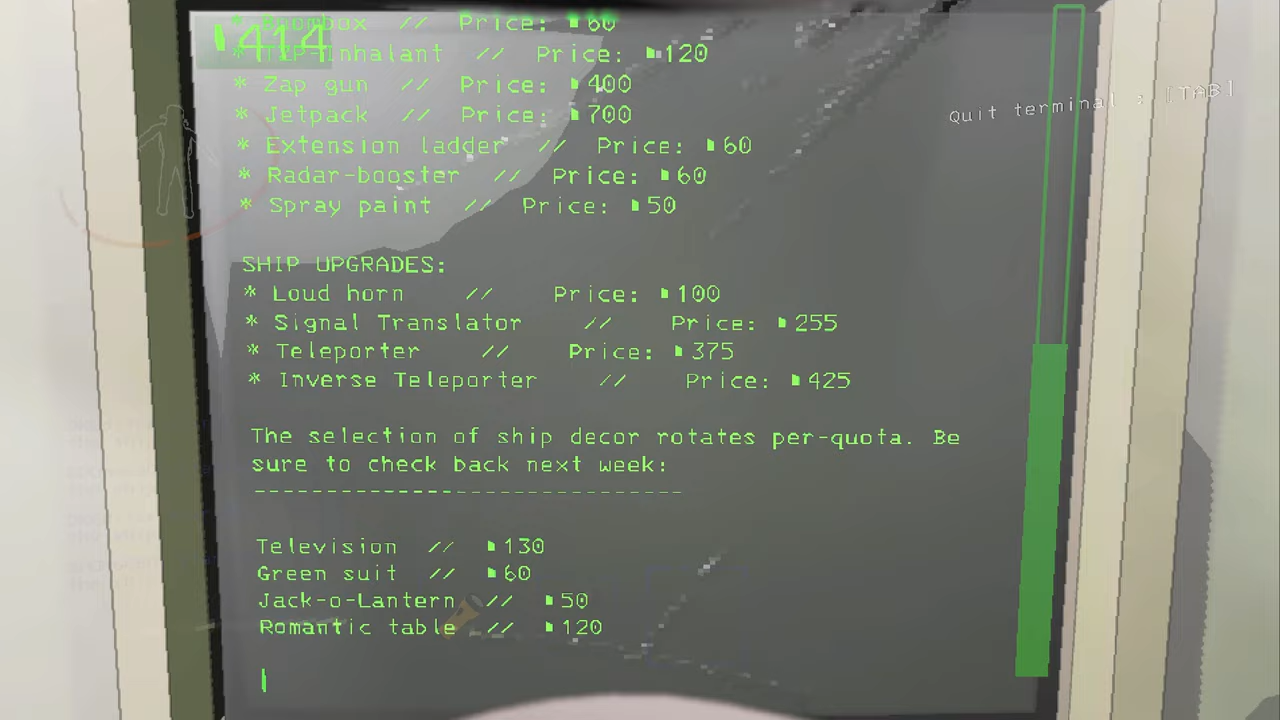 * Boombox // Price: ▮60
▮414
* TZP-Inhalant // Price: ▮120
* Zap gun // Price: ▮400
* Jetpack // Price: ▮700
Quit terminal : [TAB]
* Extension ladder // Price: ▮60
* Radar-booster // Price: ▮60
* Spray paint // Price: ▮50
SHIP UPGRADES:
* Loud horn // Price: ▮100
* Signal Translator // Price: ▮255
* Teleporter // Price: ▮375
* Inverse Teleporter // Price: ▮425
The selection of ship decor rotates per-quota. Be
sure to check back next week:
------------------------------
Television // ▮130
Green suit // ▮60
Jack-o-Lantern // ▮50
Romantic table // ▮120